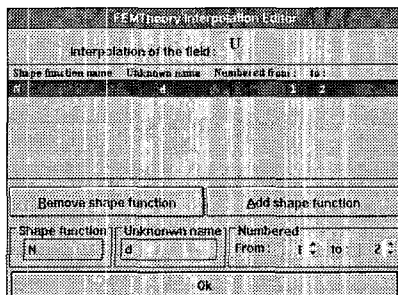 FEMTheory Interpolation Editor
Interpolation of the field : U
Shape function name Unknown name Numbered from : to :
N d 1 2
Remove shape function Add shape function
Shape function Unknonwn name Numbered
N d From : 1 to : 2
Ok